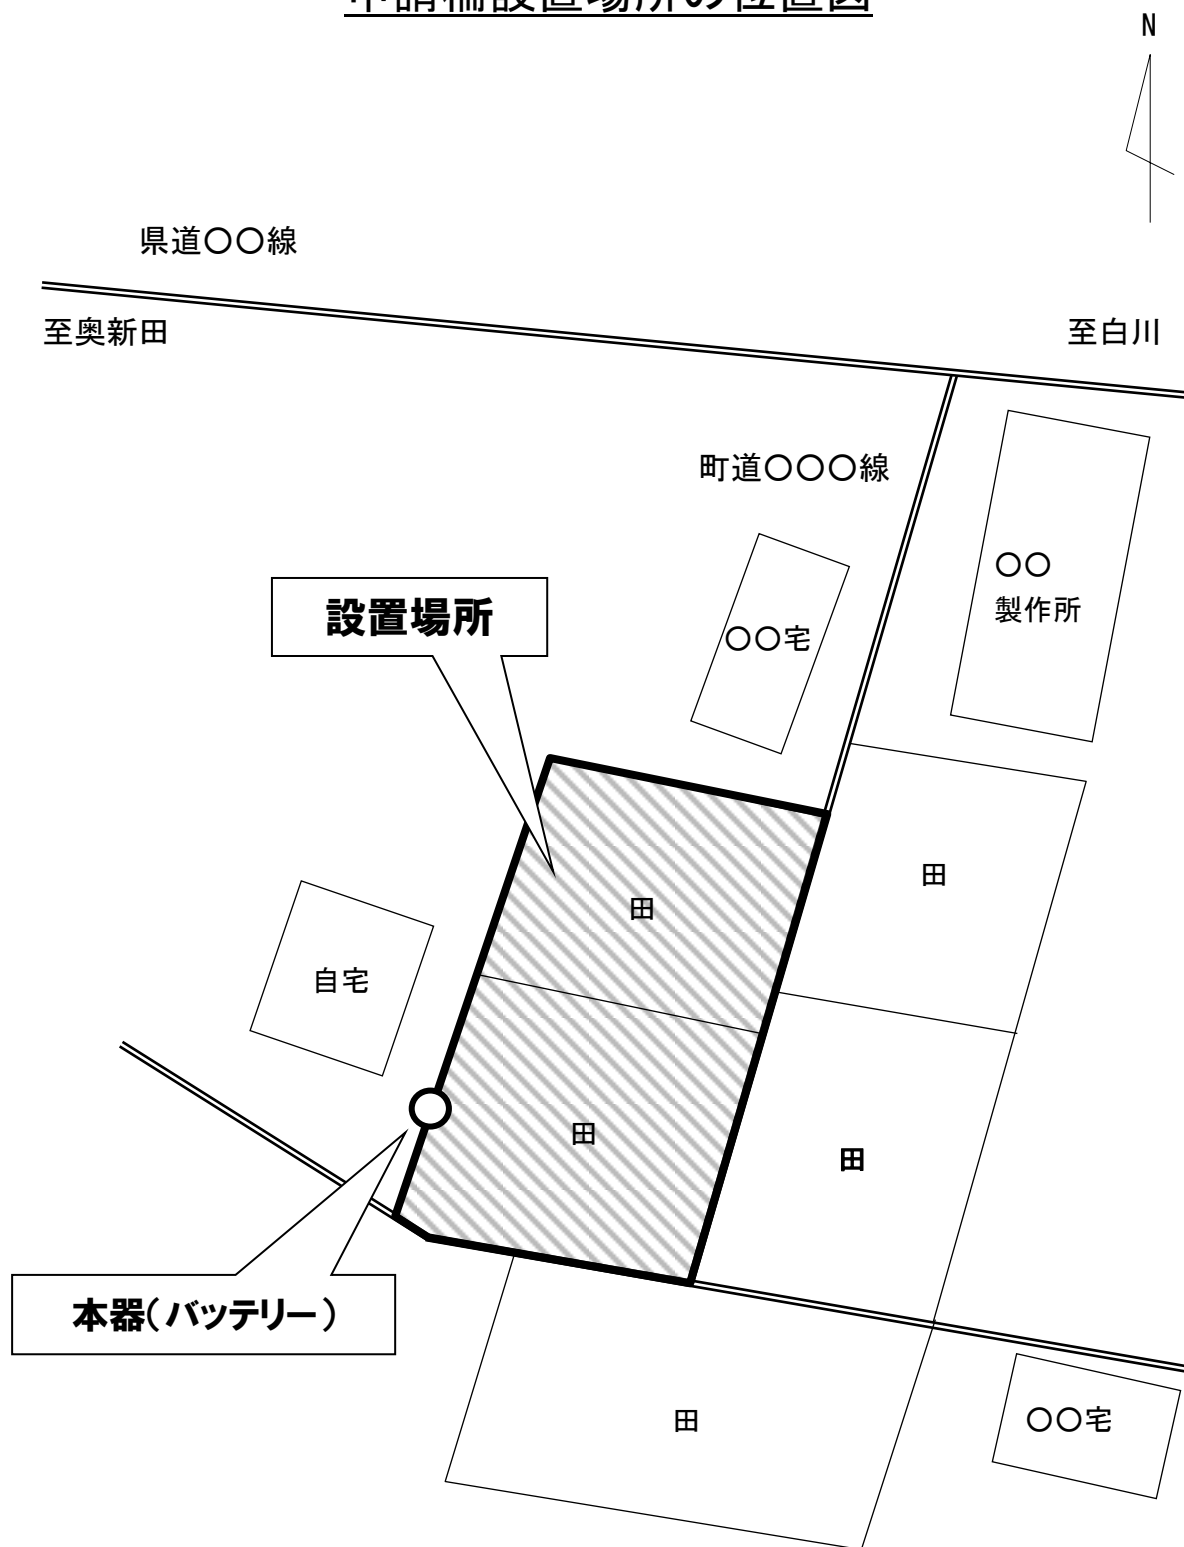 申請柵設置場所の位置図
N
県道〇〇線
至奥新田
至白川
町道〇〇〇線
〇〇
製作所
設置場所
〇〇宅
田
田
自宅
田
田
本器(バッテリー)
田
〇〇宅